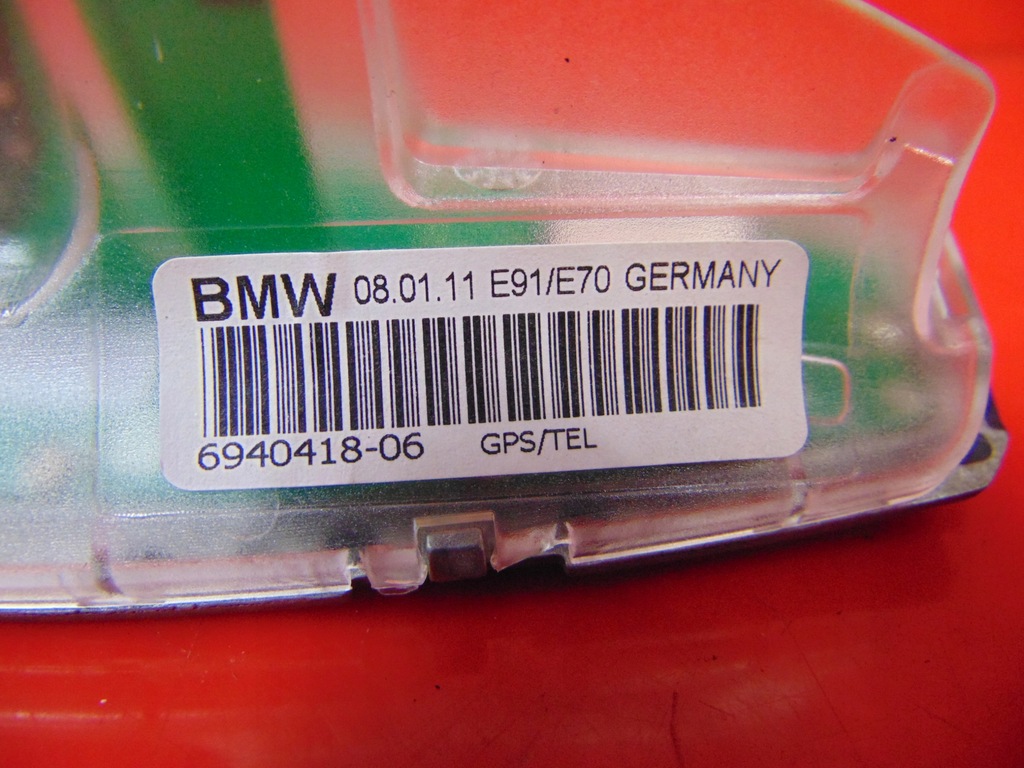 BMW 08.01.11 E91/E70 GERMANY
6940418-06 GPS/TEL